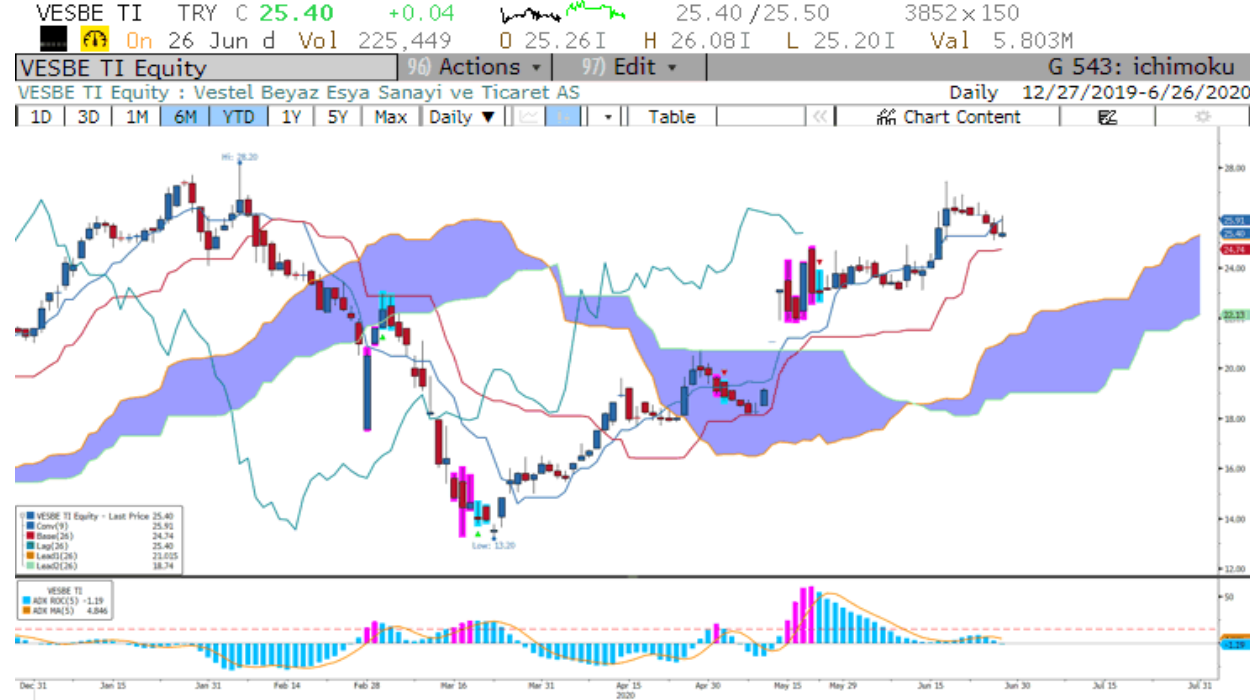 VESBE TI TRY C 25.40 +0.04 25.40/25.50 3852×150
On 26 Jun d Vol 225,449 O 25.26I H 26.08I L 25.20I Val 5.803M
VESBE TI Equity 96) Actions 97) Edit G 543: ichimoku
VESBE TI Equity : Vestel Beyaz Esya Sanayi ve Ticaret AS Daily 12/27/2019-6/26/2020
1D 3D 1M 6M YTD 1Y 5Y Max Daily ▼ Table « Chart Content
Hi: 28.20
28.00
25.91
25.40
24.74
24.00
22.13
20.00
18.00
16.00
14.00
12.00
Low: 13.20
VESBE TI Equity - Last Price 25.40
Conv(9) 25.91
Base(26) 24.74
Lag(26) 25.40
Lead1(26) 21.015
Lead2(26) 18.74
VESBE TI
ADX ROC(5) -1.19
ADX MA(5) 4.846
50
-1.19
Dec 31 Jan 15 Jan 31 Feb 14 Feb 28 Mar 16 Mar 31 Apr 15 Apr 30 May 15 May 29 Jun 15 Jun 30 Jul 15 Jul 31
2020